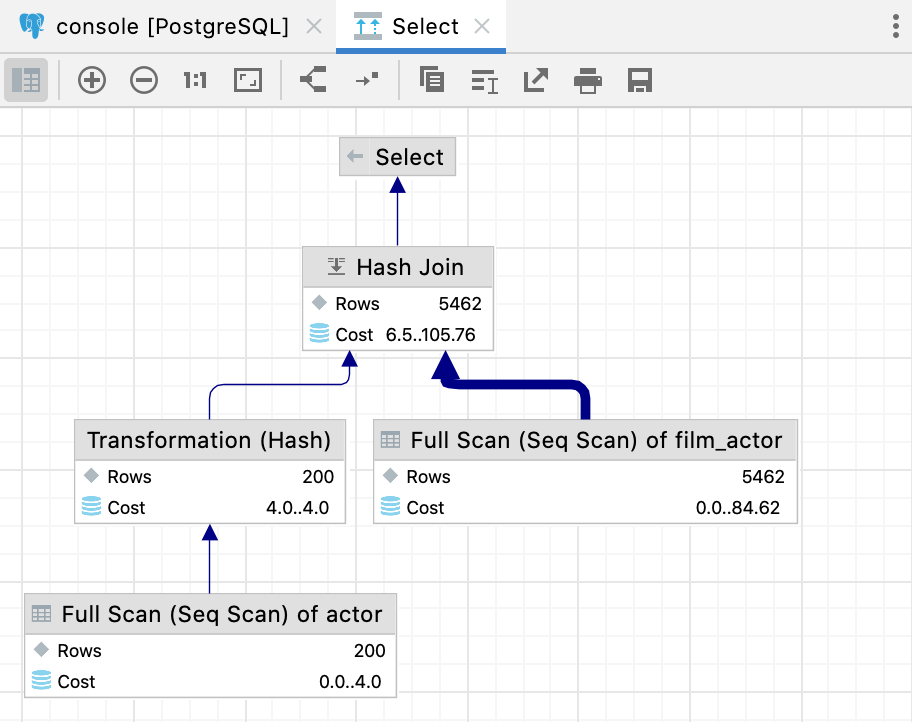 console [PostgreSQL]
Select
1:1
Select
Hash Join
Rows 5462
Cost 6.5..105.76
Transformation (Hash)
Rows 200
Cost 4.0..4.0
Full Scan (Seq Scan) of film_actor
Rows 5462
Cost 0.0..84.62
Full Scan (Seq Scan) of actor
Rows 200
Cost 0.0..4.0